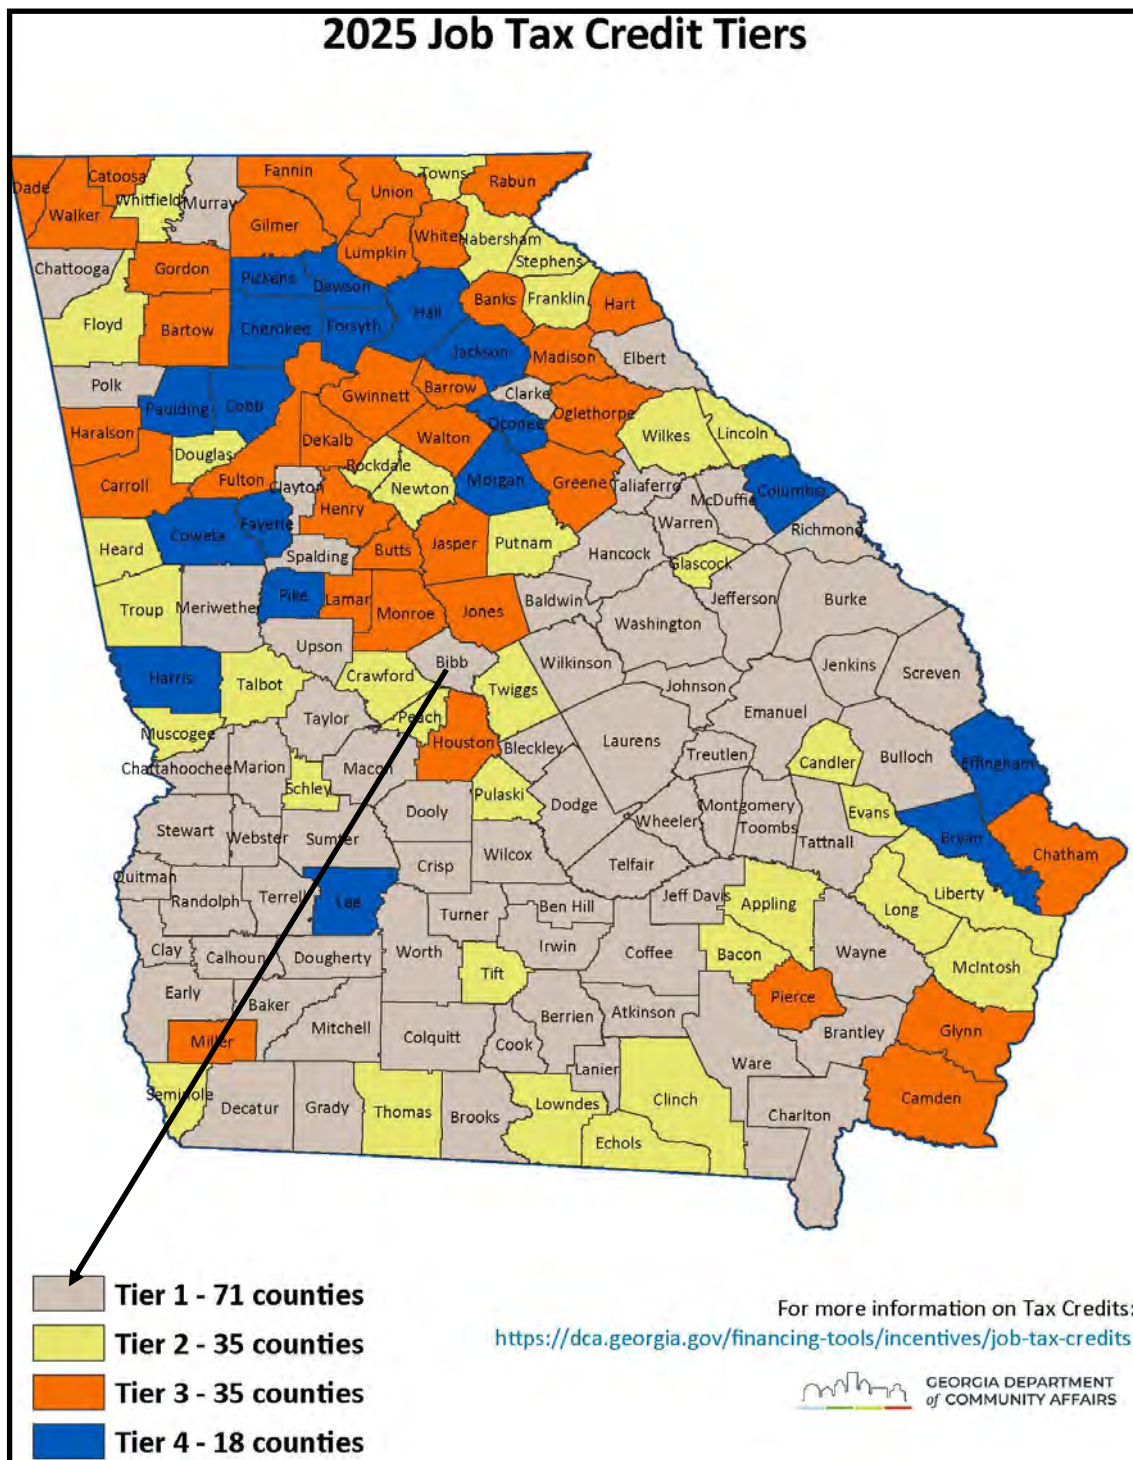 2025 Job Tax Credit Tiers
Dade
Catoosa
Walker
Whitfield
Murray
Fannin
Union
Towns
Rabun
Gilmer
White
Habersham
Lumpkin
Stephens
Chattooga
Gordon
Pickens
Dawson
Hall
Banks
Franklin
Hart
Floyd
Bartow
Cherokee
Forsyth
Jackson
Madison
Elbert
Polk
Paulding
Cobb
Gwinnett
Barrow
Clarke
Oconee
Oglethorpe
Haralson
Douglas
DeKalb
Walton
Wilkes
Lincoln
Rockdale
Carroll
Fulton
Clayton
Newton
Morgan
Greene
Taliaferro
McDuffie
Columbia
Henry
Fayette
Coweta
Warren
Richmond
Heard
Spalding
Butts
Jasper
Putnam
Hancock
Glascock
Troup
Meriwether
Pike
Lamar
Monroe
Jones
Baldwin
Washington
Jefferson
Burke
Upson
Bibb
Wilkinson
Jenkins
Screven
Harris
Talbot
Crawford
Twiggs
Johnson
Emanuel
Taylor
Peach
Muscogee
Houston
Bleckley
Laurens
Treutlen
Candler
Bulloch
Effingham
Chattahoochee
Marion
Macon
Schley
Pulaski
Dodge
Montgomery
Evans
Dooly
Wheeler
Toombs
Tattnall
Bryan
Chatham
Stewart
Webster
Sumter
Crisp
Wilcox
Telfair
Quitman
Randolph
Terrell
Lee
Turner
Ben Hill
Jeff Davis
Appling
Long
Liberty
Clay
Calhoun
Dougherty
Worth
Irwin
Coffee
Bacon
Wayne
McIntosh
Tift
Early
Baker
Mitchell
Pierce
Miller
Colquitt
Cook
Berrien
Atkinson
Brantley
Glynn
Lanier
Ware
Seminole
Decatur
Grady
Thomas
Brooks
Lowndes
Clinch
Charlton
Camden
Echols
Tier 1 - 71 counties
Tier 2 - 35 counties
Tier 3 - 35 counties
Tier 4 - 18 counties
For more information on Tax Credits:
https://dca.georgia.gov/financing-tools/incentives/job-tax-credits
GEORGIA DEPARTMENT
of COMMUNITY AFFAIRS